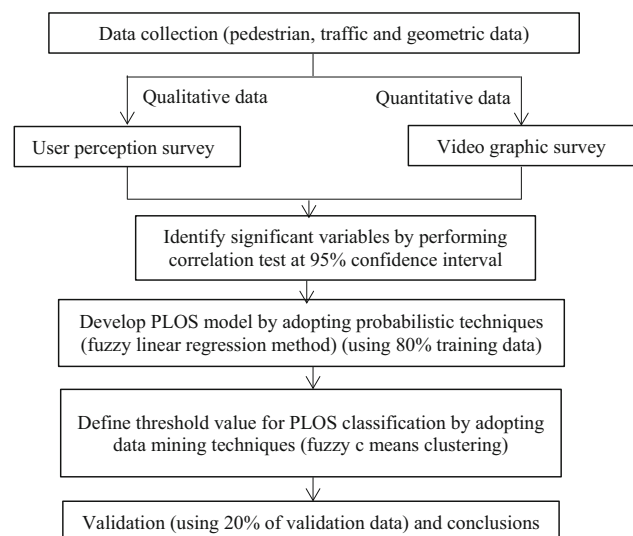 Data collection (pedestrian, traffic and geometric data)
Qualitative data
Quantitative data
User perception survey
Video graphic survey
Identify significant variables by performing
correlation test at 95% confidence interval
Develop PLOS model by adopting probabilistic techniques
(fuzzy linear regression method) (using 80% training data)
Define threshold value for PLOS classification by adopting
data mining techniques (fuzzy c means clustering)
Validation (using 20% of validation data) and conclusions